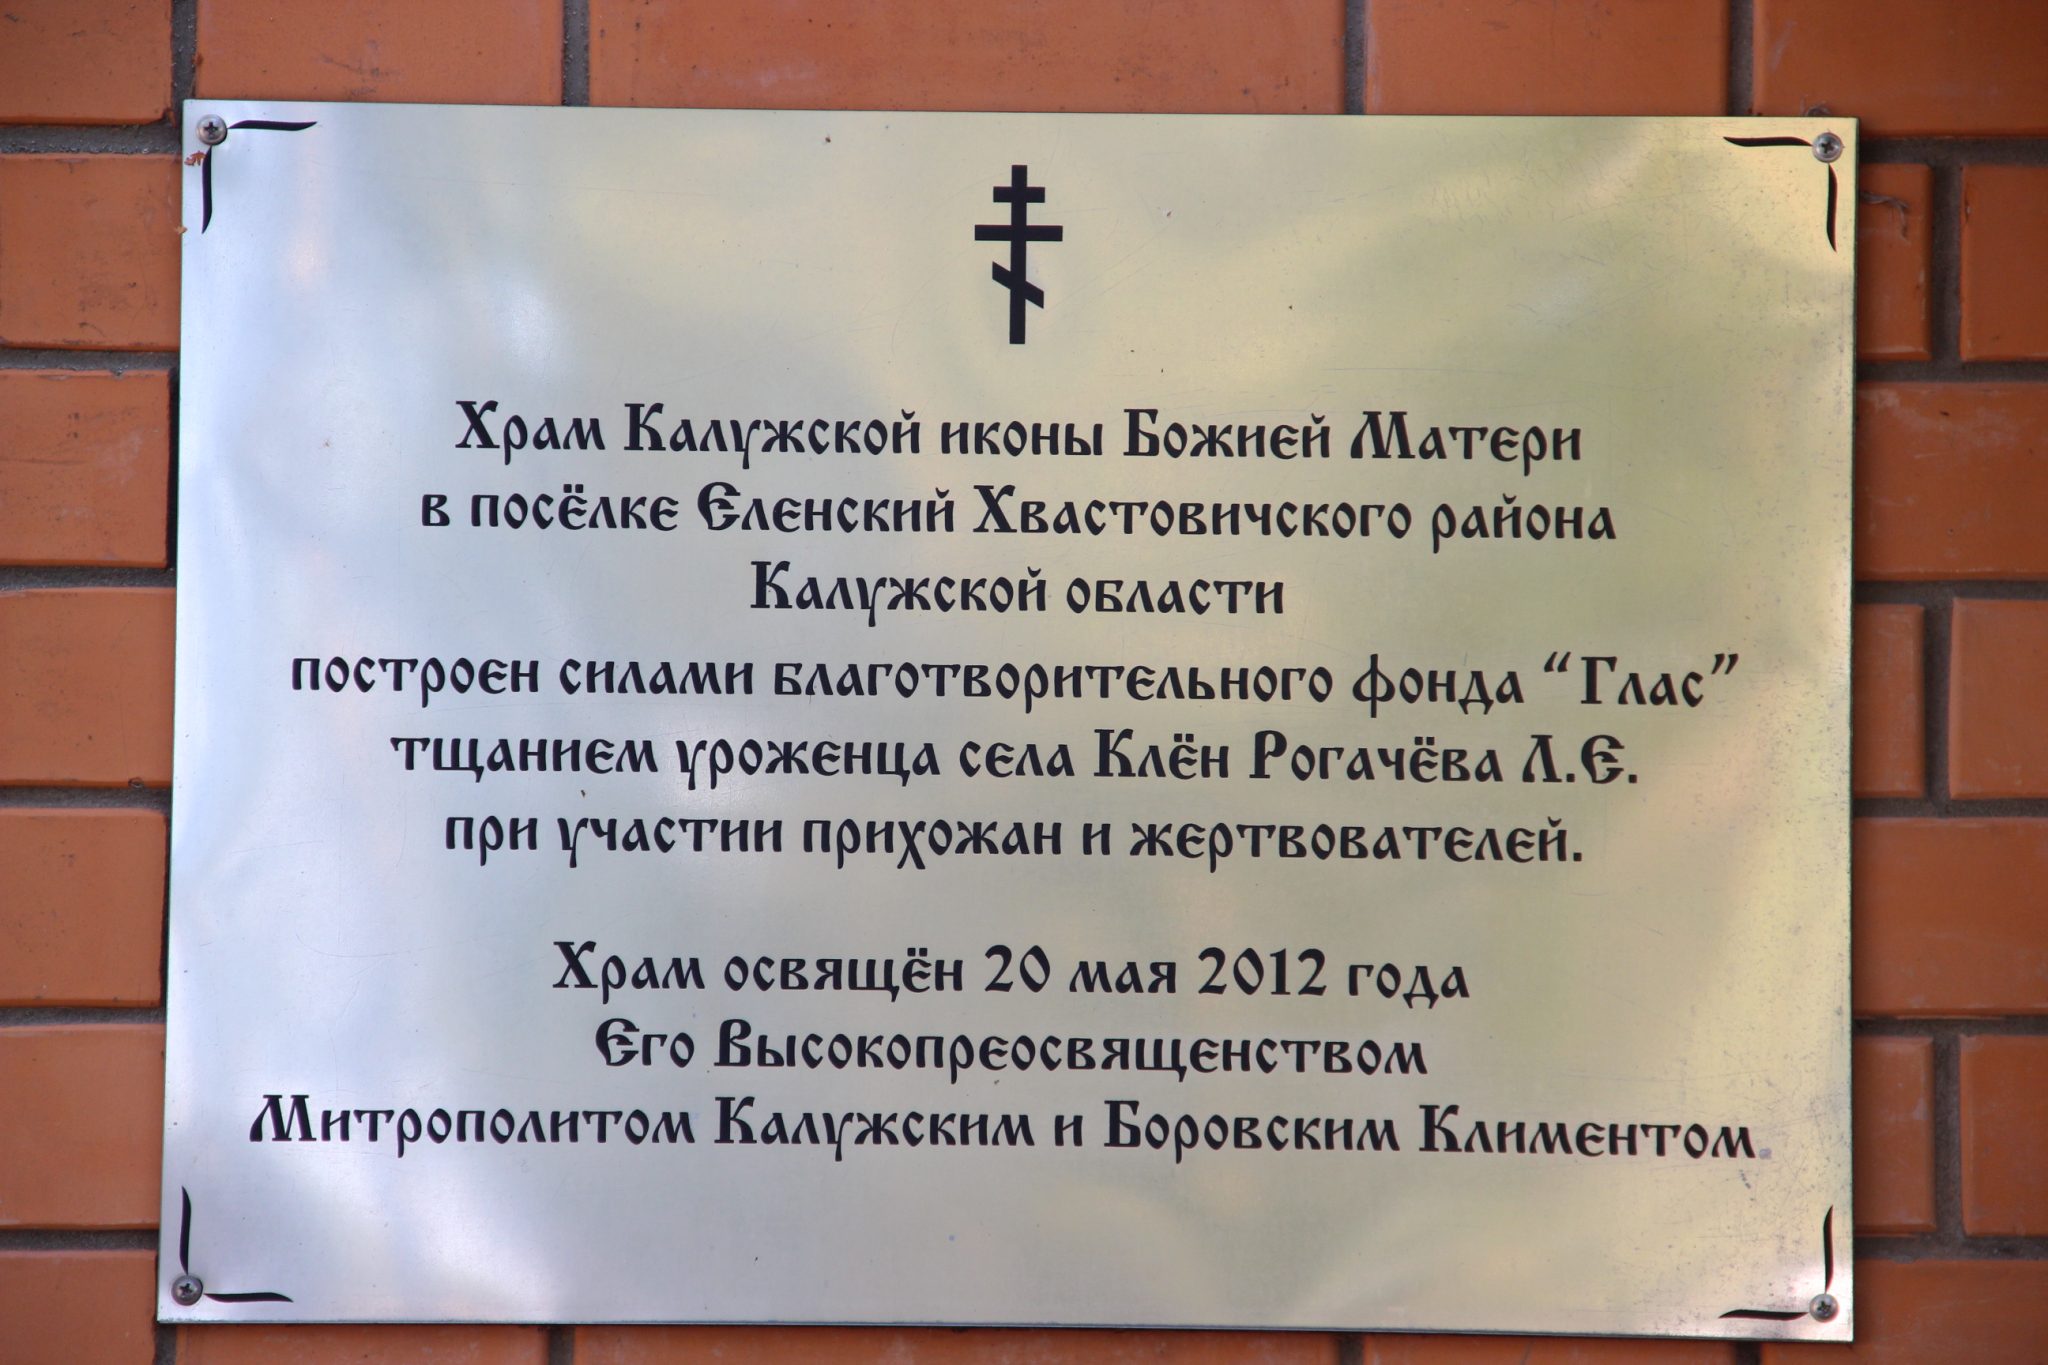 Храм Калужской иконы Божией Матери
в посёлке Еленский Хвастовичского района
Калужской области
построен силами благотворительного фонда “Глас”
тщанием уроженца села Клён Рогачёва Л.Е.
при участии прихожан и жертвователей.
Храм освящён 20 мая 2012 года
Его Высокопреосвященством
Митрополитом Калужским и Боровским Климентом.